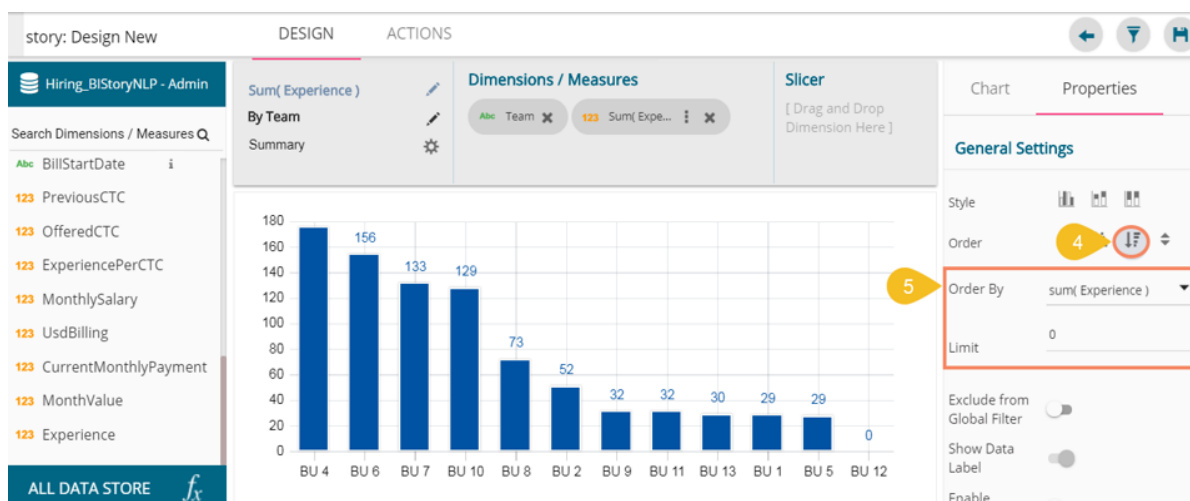 story: Design New
DESIGN
ACTIONS
Hiring_BIStoryNLP - Admin
Search Dimensions / Measures
Abc BillStartDate i
123 PreviousCTC
123 OfferedCTC
123 ExperiencePerCTC
123 MonthlySalary
123 UsdBilling
123 CurrentMonthlyPayment
123 MonthValue
123 Experience
ALL DATA STORE fx
Sum( Experience )
By Team
Summary
Dimensions / Measures
Abc Team
123 Sum( Expe...
Slicer
[ Drag and Drop
Dimension Here ]
180
160
140
120
100
80
60
40
20
0
156
133
129
73
52
32
32
30
29
29
0
BU 4 BU 6 BU 7 BU 10 BU 8 BU 2 BU 9 BU 11 BU 13 BU 1 BU 5 BU 12
Chart
Properties
General Settings
Style
Order
4
5
Order By
sum( Experience )
Limit
0
Exclude from
Global Filter
Show Data
Label
Enable